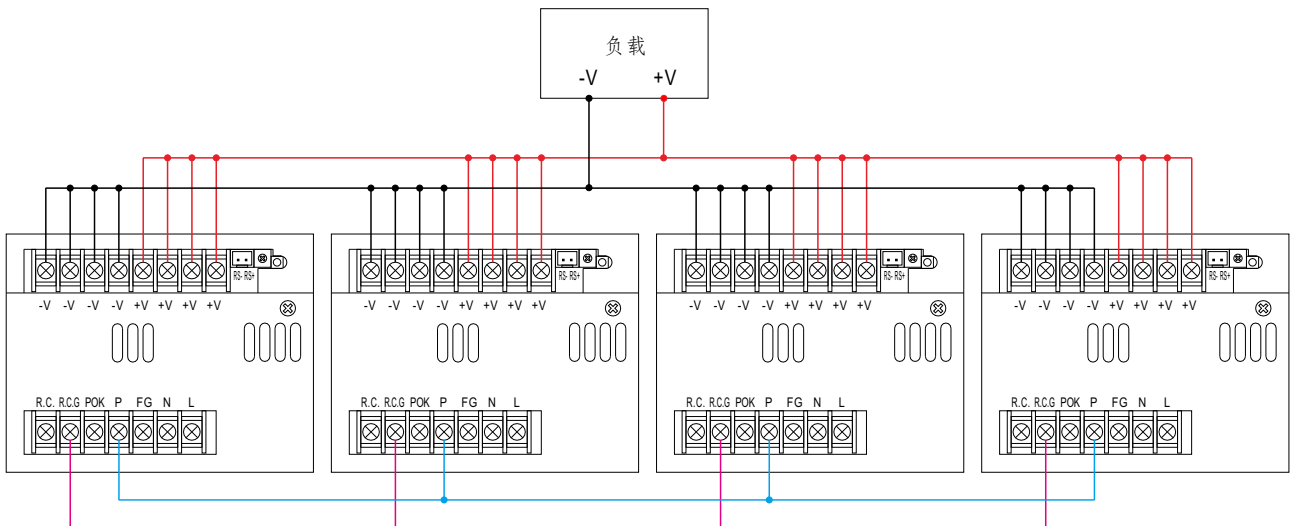 负载
-V +V
RS- RS+ RS- RS+ RS- RS+ RS- RS+
-V -V -V -V +V +V +V +V -V -V -V -V +V +V +V +V -V -V -V -V +V +V +V +V -V -V -V -V +V +V +V +V
R.C. R.C.G POK P FG N L R.C. R.C.G POK P FG N L R.C. R.C.G POK P FG N L R.C. R.C.G POK P FG N L